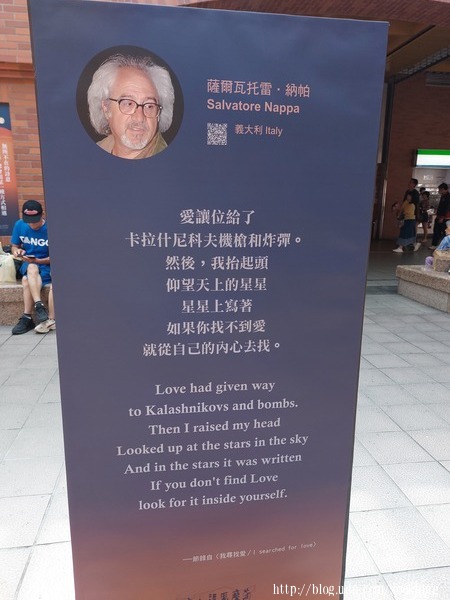 薩爾瓦托雷・納帕
Salvatore Nappa
義大利 Italy
愛讓位給了
卡拉什尼科夫機槍和炸彈。
然後，我抬起頭
仰望天上的星星
星星上寫著
如果你找不到愛
就從自己的內心去找。
Love had given way
to Kalashnikovs and bombs.
Then I raised my head
Looked up at the stars in the sky
And in the stars it was written
If you don't find Love
look for it inside yourself.
──節錄自〈我尋找愛／I searched for love〉
TANGO